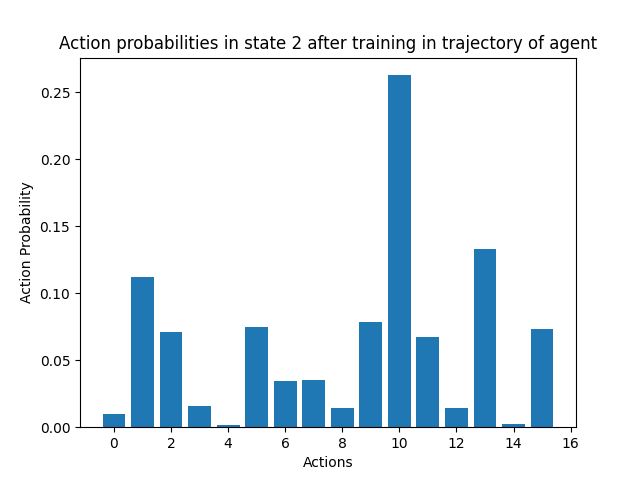 Action probabilities in state 2 after training in trajectory of agent
Action Probability
0.25
0.20
0.15
0.10
0.05
0.00
0 2 4 6 8 10 12 14 16
Actions